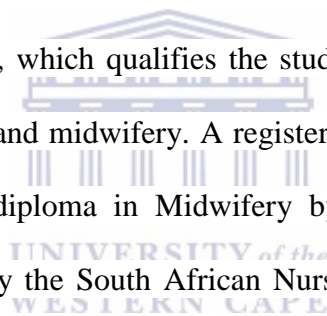 , which qualifies the stud
and midwifery. A register
diploma in Midwifery by
UNIVERSITY of the
y the South African Nurs
WESTERN CAPE